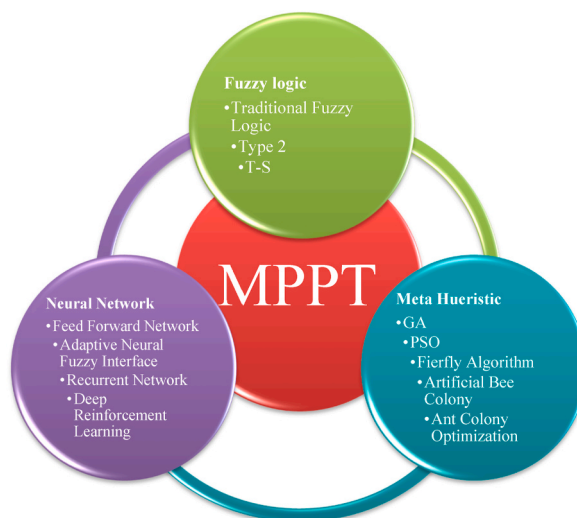 Fuzzy logic
•Traditional Fuzzy
Logic
•Type 2
•T-S
MPPT
Neural Network
•Feed Forward Network
•Adaptive Neural
Fuzzy Interface
•Recurrent Network
•Deep
Reinforcement
Learning
Meta Hueristic
•GA
•PSO
•Fierfly Algorithm
•Artificial Bee
Colony
•Ant Colony
Optimization